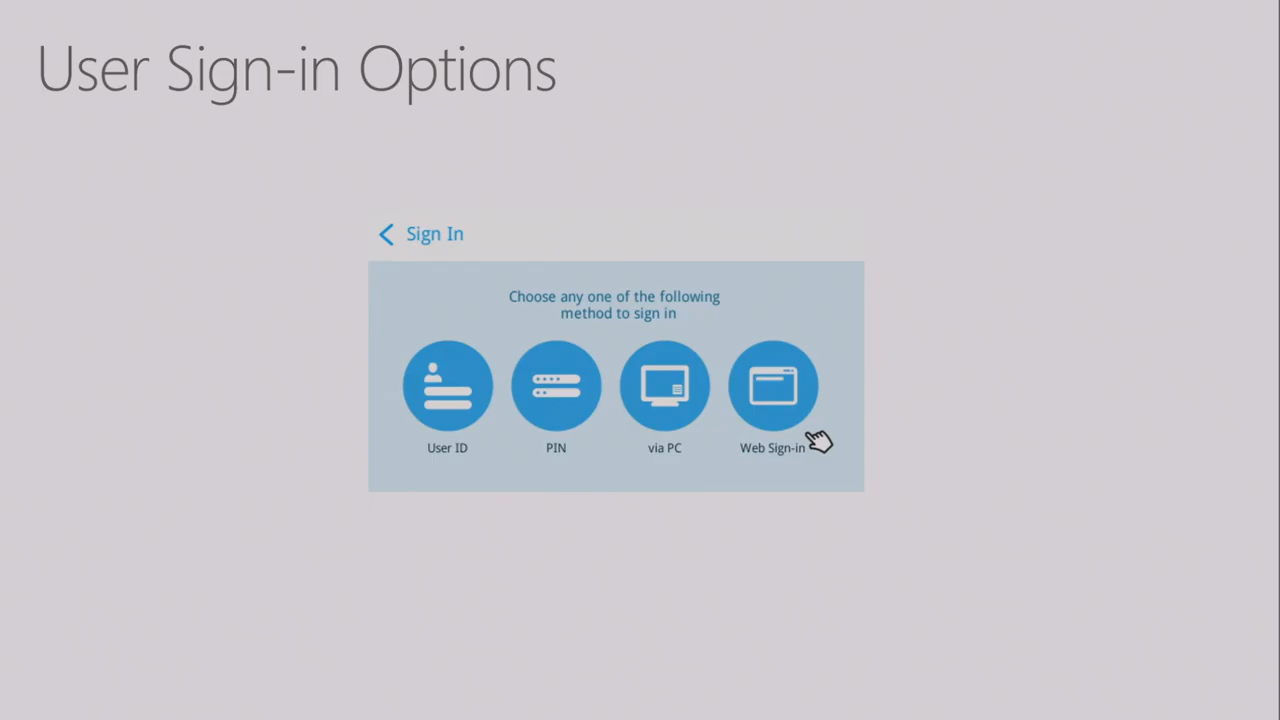 User Sign-in Options
Sign In
Choose any one of the following
method to sign in
User ID
PIN
via PC
Web Sign-in